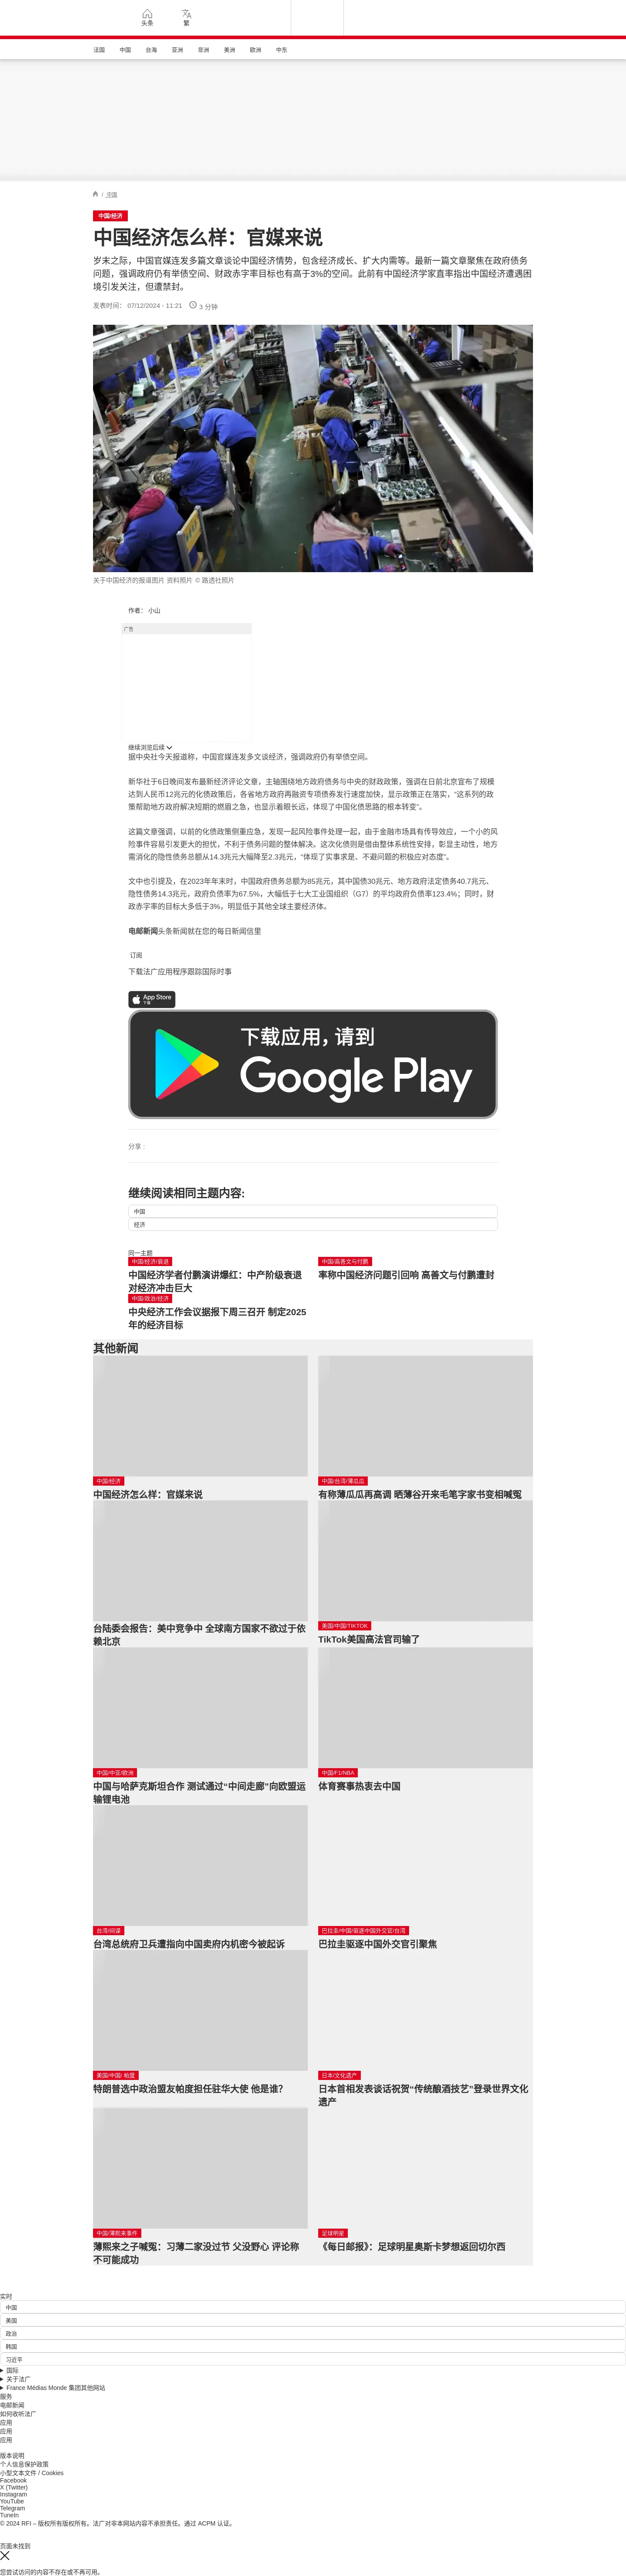 头条
繁
法国
中国
台海
亚洲
非洲
美洲
欧洲
中东
/ 中国
中国/经济
中国经济怎么样：官媒来说
岁末之际，中国官媒连发多篇文章谈论中国经济情势，包含经济成长、扩大内需等。最新一篇文章聚焦在政府债务
问题，强调政府仍有举债空间、财政赤字率目标也有高于3%的空间。此前有中国经济学家直率指出中国经济遭遇困
境引发关注，但遭禁封。
发表时间： 07/12/2024 - 11:21
3 分钟
关于中国经济的报道图片 资料照片 © 路透社照片
作者： 小山
广告
继续浏览后续
据中央社今天报道称，中国官媒连发多文谈经济，强调政府仍有举债空间。
新华社于6日晚间发布最新经济评论文章，主轴围绕地方政府债务与中央的财政政策，强调在日前北京宣布了规模
达到人民币12兆元的化债政策后，各省地方政府再融资专项债券发行速度加快，显示政策正在落实，“这系列的政
策帮助地方政府解决短期的燃眉之急，也显示着眼长远，体现了中国化债思路的根本转变”。
这篇文章强调，以前的化债政策侧重应急，发现一起风险事件处理一起，由于金融市场具有传导效应，一个小的风
险事件容易引发更大的担忧，不利于债务问题的整体解决。这次化债则是借由整体系统性安排，彰显主动性，地方
需消化的隐性债务总额从14.3兆元大幅降至2.3兆元，“体现了实事求是、不避问题的积极应对态度”。
文中也引提及，在2023年年末时，中国政府债务总额为85兆元，其中国债30兆元、地方政府法定债务40.7兆元、
隐性债务14.3兆元，政府负债率为67.5%，大幅低于七大工业国组织（G7）的平均政府负债率123.4%；同时，财
政赤字率的目标大多低于3%，明显低于其他全球主要经济体。
电邮新闻头条新闻就在您的每日新闻信里
订阅
下载法广应用程序跟踪国际时事
App Store
下载
下载应用，请到
Google Play
分享 :
继续阅读相同主题内容:
中国
经济
同一主题
中国/经济/衰退
中国经济学者付鹏演讲爆红：中产阶级衰退
对经济冲击巨大
中国/高善文与付鹏
率称中国经济问题引回响 高善文与付鹏遭封
中国/政治/经济
中央经济工作会议据报下周三召开 制定2025
年的经济目标
其他新闻
中国/经济
中国经济怎么样：官媒来说
中国/台湾/薄瓜瓜
有称薄瓜瓜再高调 晒薄谷开来毛笔字家书变相喊冤
台陆委会报告：美中竞争中 全球南方国家不欲过于依
赖北京
美国/中国/TIKTOK
TikTok美国高法官司输了
中国/中亚/欧洲
中国与哈萨克斯坦合作 测试通过“中间走廊”向欧盟运
输锂电池
中国/F1/NBA
体育赛事热衷去中国
台湾/间谍
台湾总统府卫兵遭指向中国卖府内机密今被起诉
巴拉圭/中国/驱逐中国外交官/台湾
巴拉圭驱逐中国外交官引聚焦
美国/中国/ 帕度
特朗普选中政治盟友帕度担任驻华大使 他是谁？
日本/文化遗产
日本首相发表谈话祝贺“传统酿酒技艺”登录世界文化
遗产
中国/薄熙来事件
薄熙来之子喊冤：习薄二家没过节 父没野心 评论称
不可能成功
足球明星
《每日邮报》：足球明星奥斯卡梦想返回切尔西
实时
中国
美国
政治
韩国
习近平
国际
关于法广
France Médias Monde 集团其他网站
服务
电邮新闻
如何收听法广
应用
应用
应用
版本说明
个人信息保护政策
小型文本文件 / Cookies
Facebook
X (Twitter)
Instagram
YouTube
Telegram
TuneIn
© 2024 RFI – 版权所有版权所有。法广对非本网站内容不承担责任。通过 ACPM 认证。
页面未找到
您尝试访问的内容不存在或不再可用。